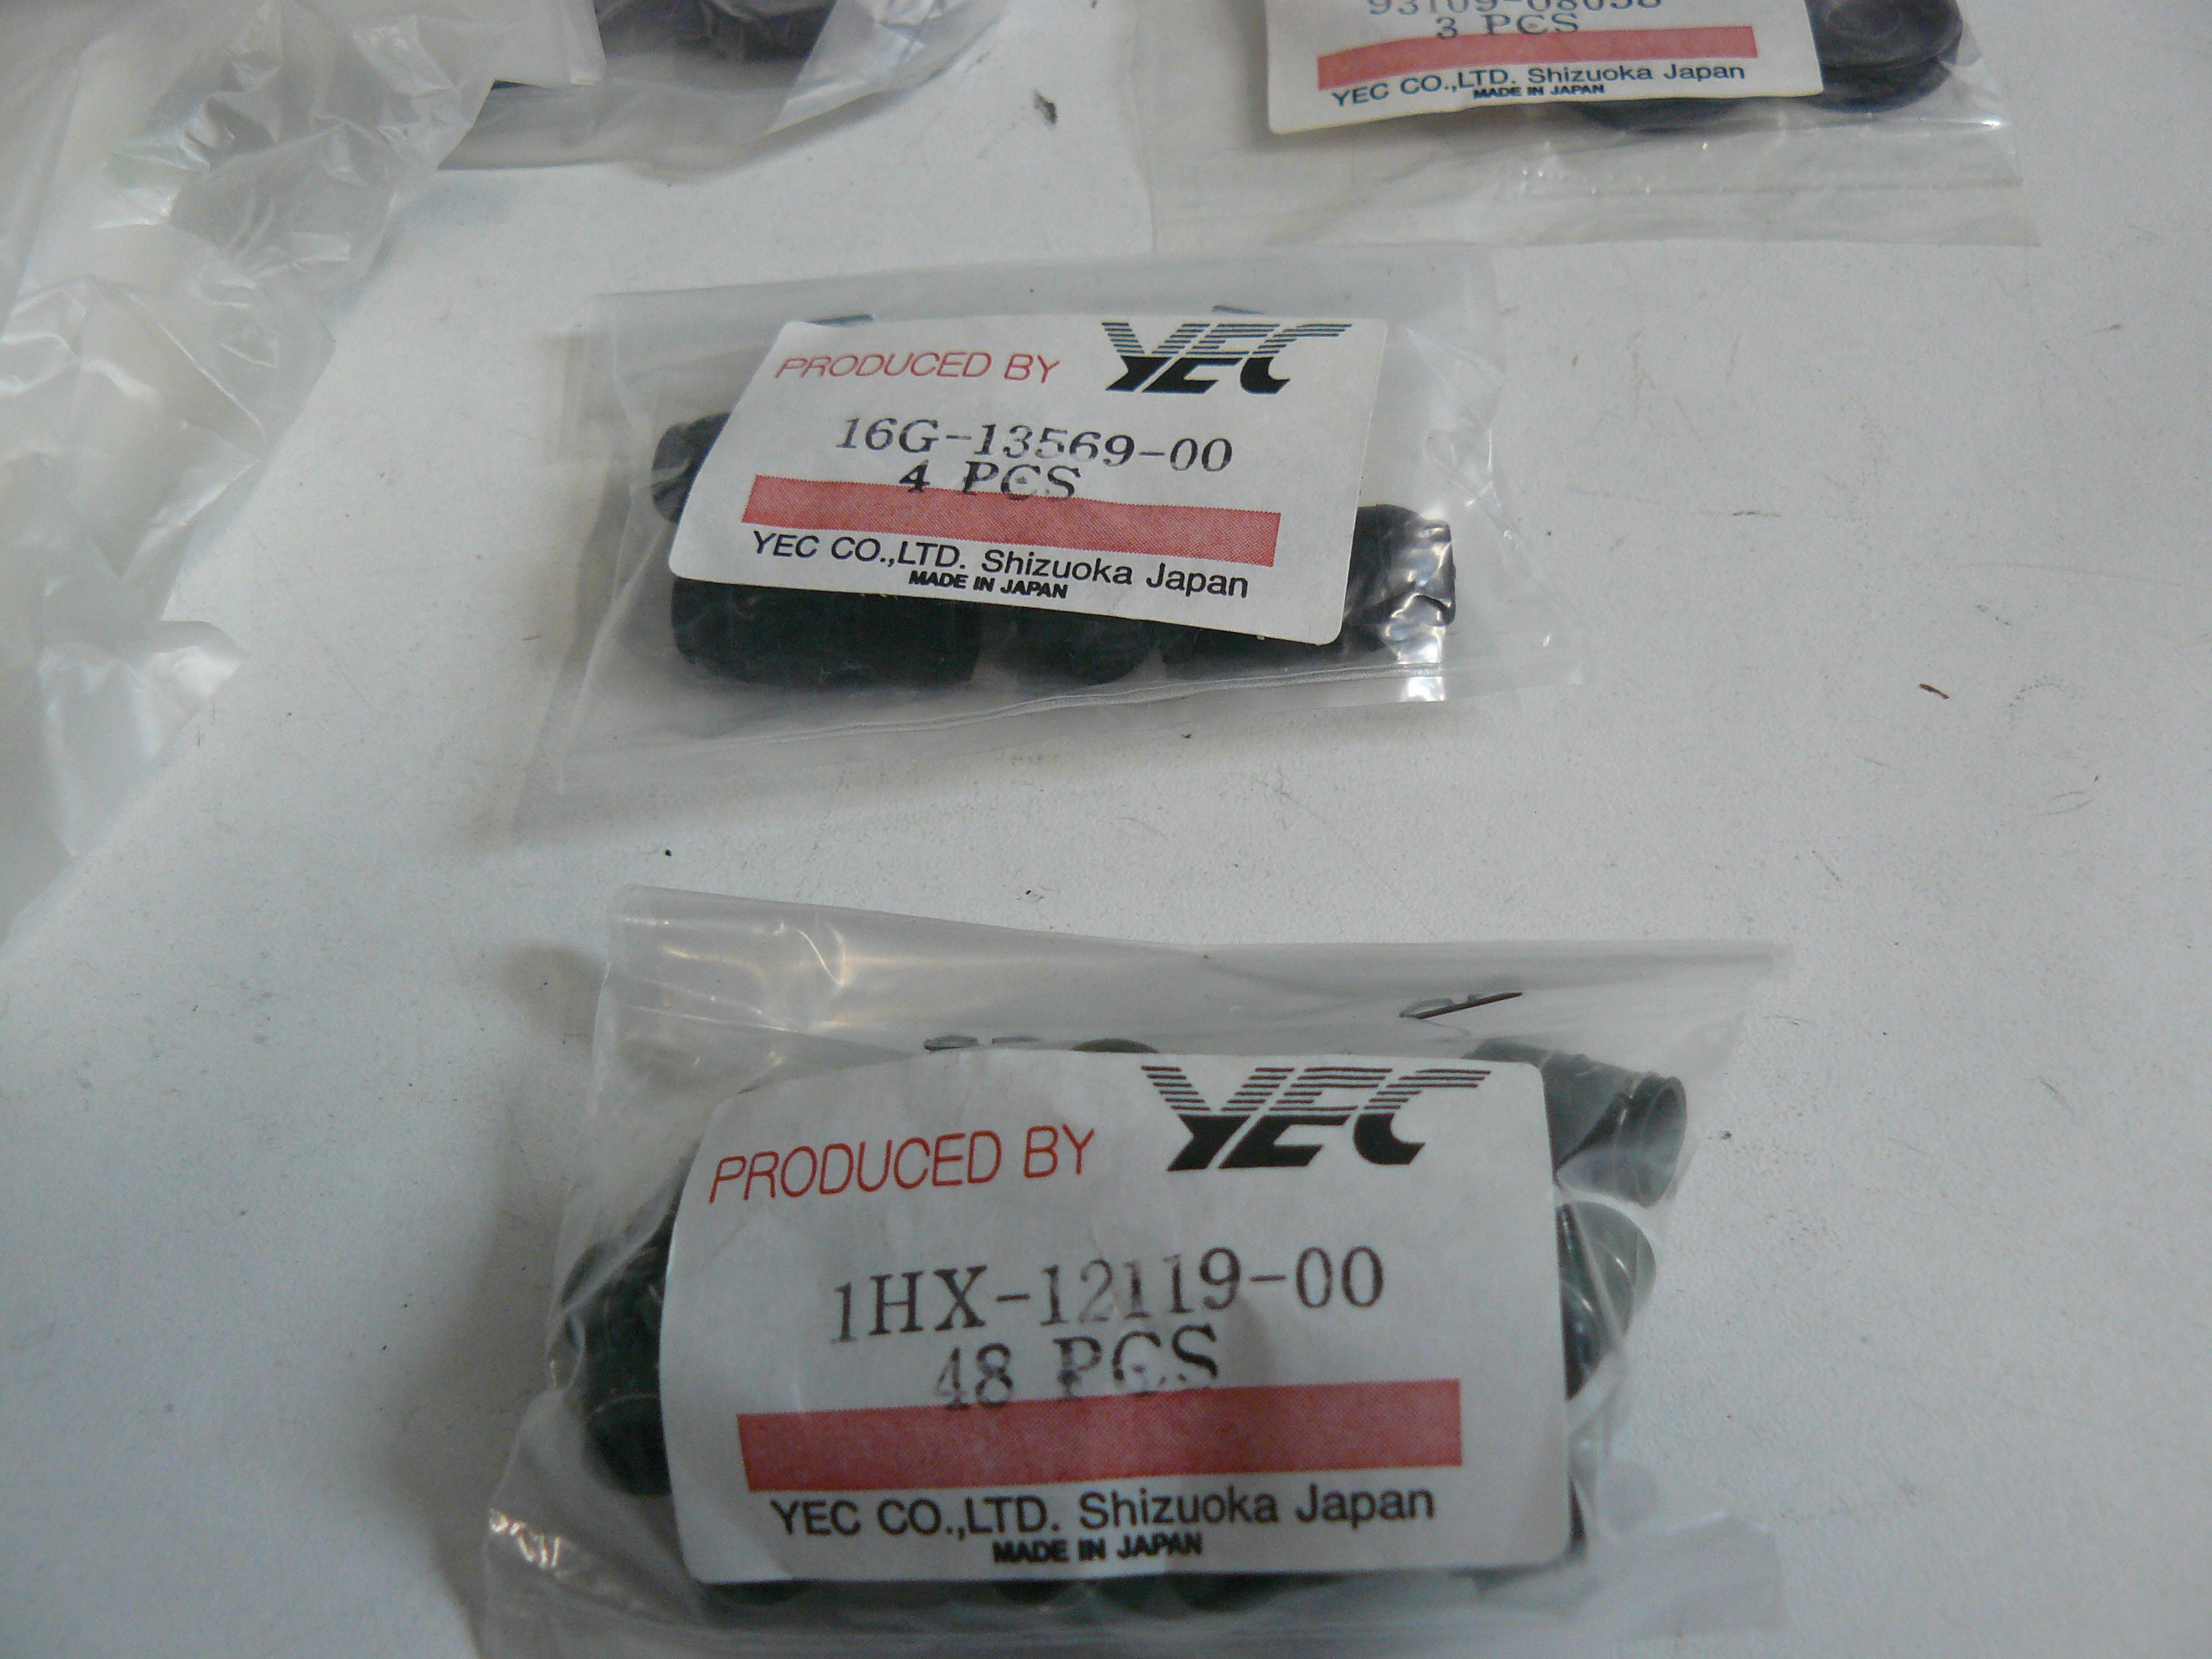 93109-08038
3 PCS
YEC CO.,LTD. Shizuoka Japan
MADE IN JAPAN
PRODUCED BY YEC
16G-13569-00
4 PCS
YEC CO.,LTD. Shizuoka Japan
MADE IN JAPAN
PRODUCED BY YEC
1HX-12119-00
48 PCS
YEC CO.,LTD. Shizuoka Japan
MADE IN JAPAN